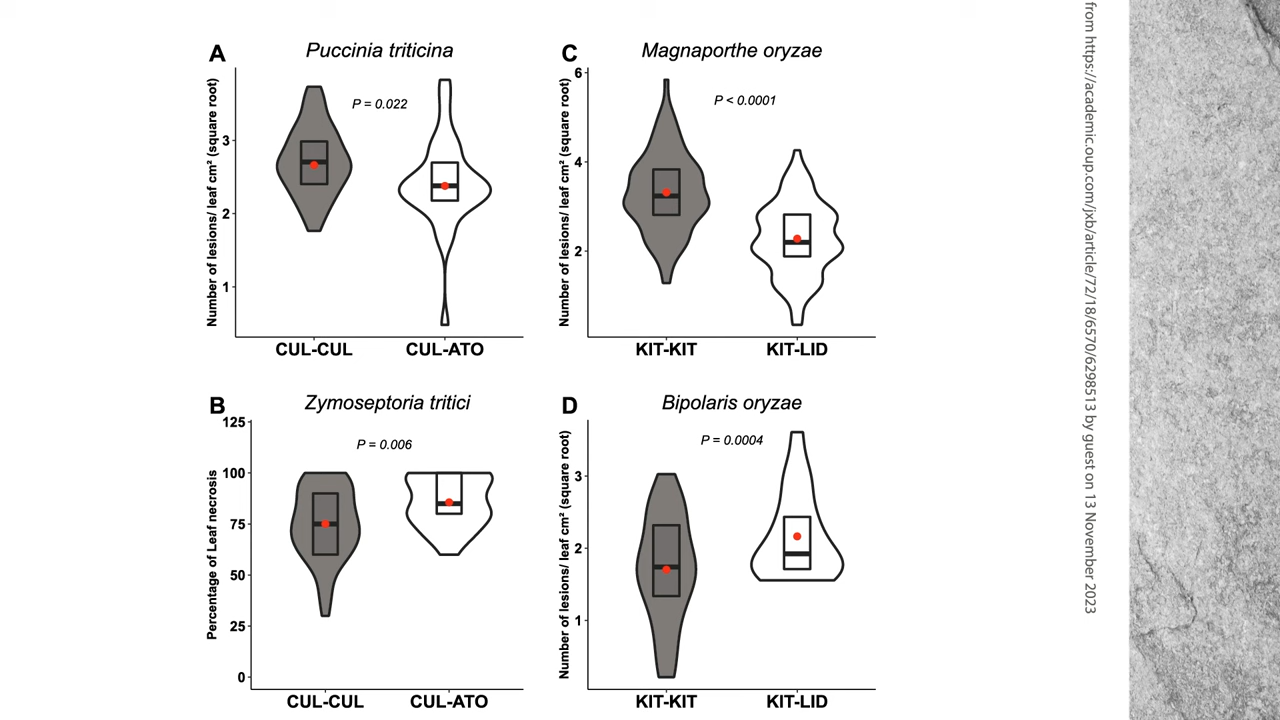 A
Puccinia triticina
P = 0.022
Number of lesions/ leaf cm² (square root)
3
2
1
CUL-CUL
CUL-ATO
C
Magnaporthe oryzae
P < 0.0001
Number of lesions/ leaf cm² (square root)
6
4
2
KIT-KIT
KIT-LID
B
Zymoseptoria tritici
P = 0.006
Percentage of Leaf necrosis
125
100
75
50
25
0
CUL-CUL
CUL-ATO
D
Bipolaris oryzae
P = 0.0004
Number of lesions/ leaf cm² (square root)
3
2
1
KIT-KIT
KIT-LID
from https://academic.oup.com/jxb/article/72/18/6570/6298513 by guest on 13 November 2023